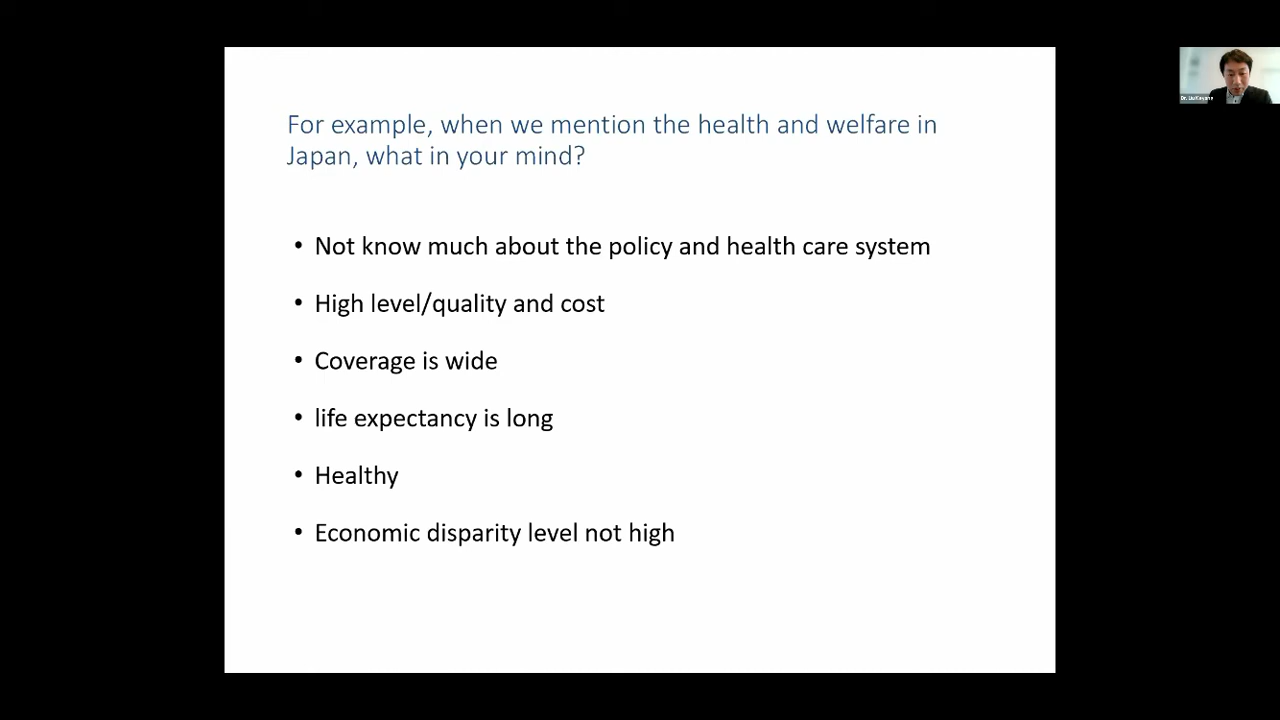 For example, when we mention the health and welfare in
Japan, what in your mind?
• Not know much about the policy and health care system
• High level/quality and cost
• Coverage is wide
• life expectancy is long
• Healthy
• Economic disparity level not high
Dr.